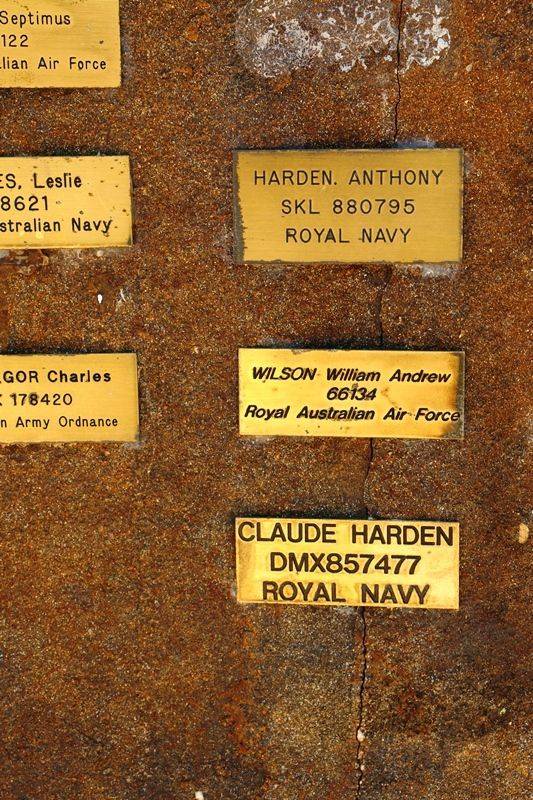 Septimus
122
lian Air Force
ES, Leslie
8621
stralian Navy
GOR Charles
X 178420
n Army Ordnance
HARDEN. ANTHONY
SKL 880795
ROYAL NAVY
WILSON William Andrew
66134
Royal Australian Air Force
CLAUDE HARDEN
DMX857477
ROYAL NAVY